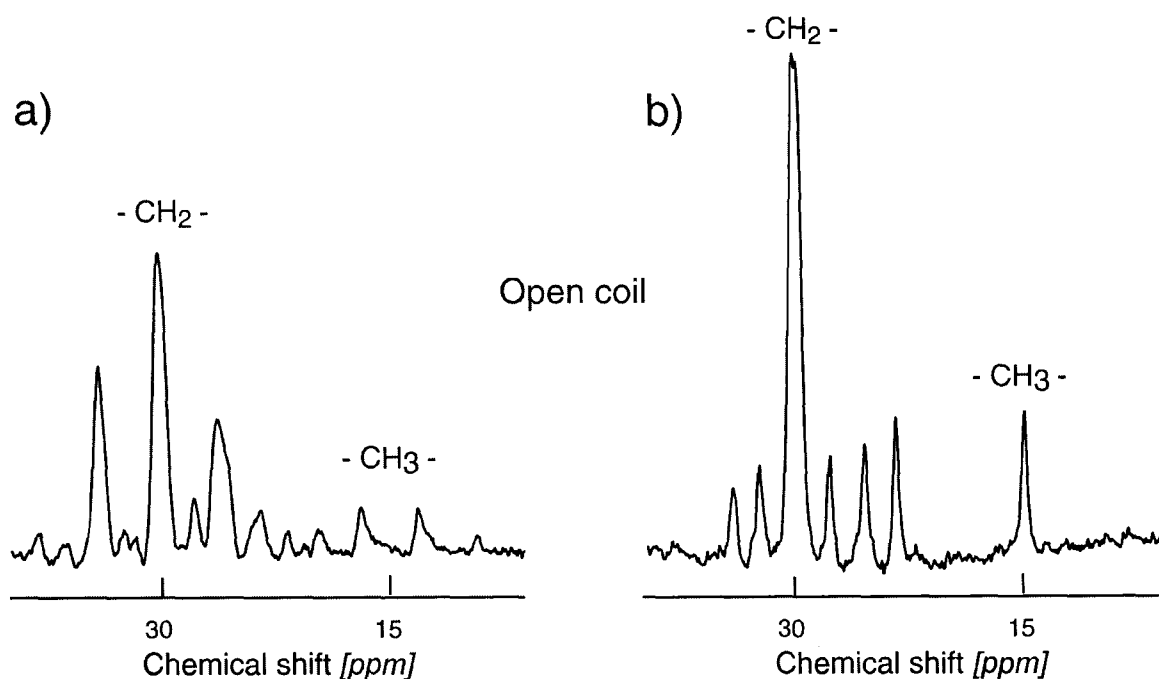 a)
- CH2 -
- CH3 -
30
15
Chemical shift [ppm]
Open coil
b)
- CH2 -
- CH3 -
30
15
Chemical shift [ppm]